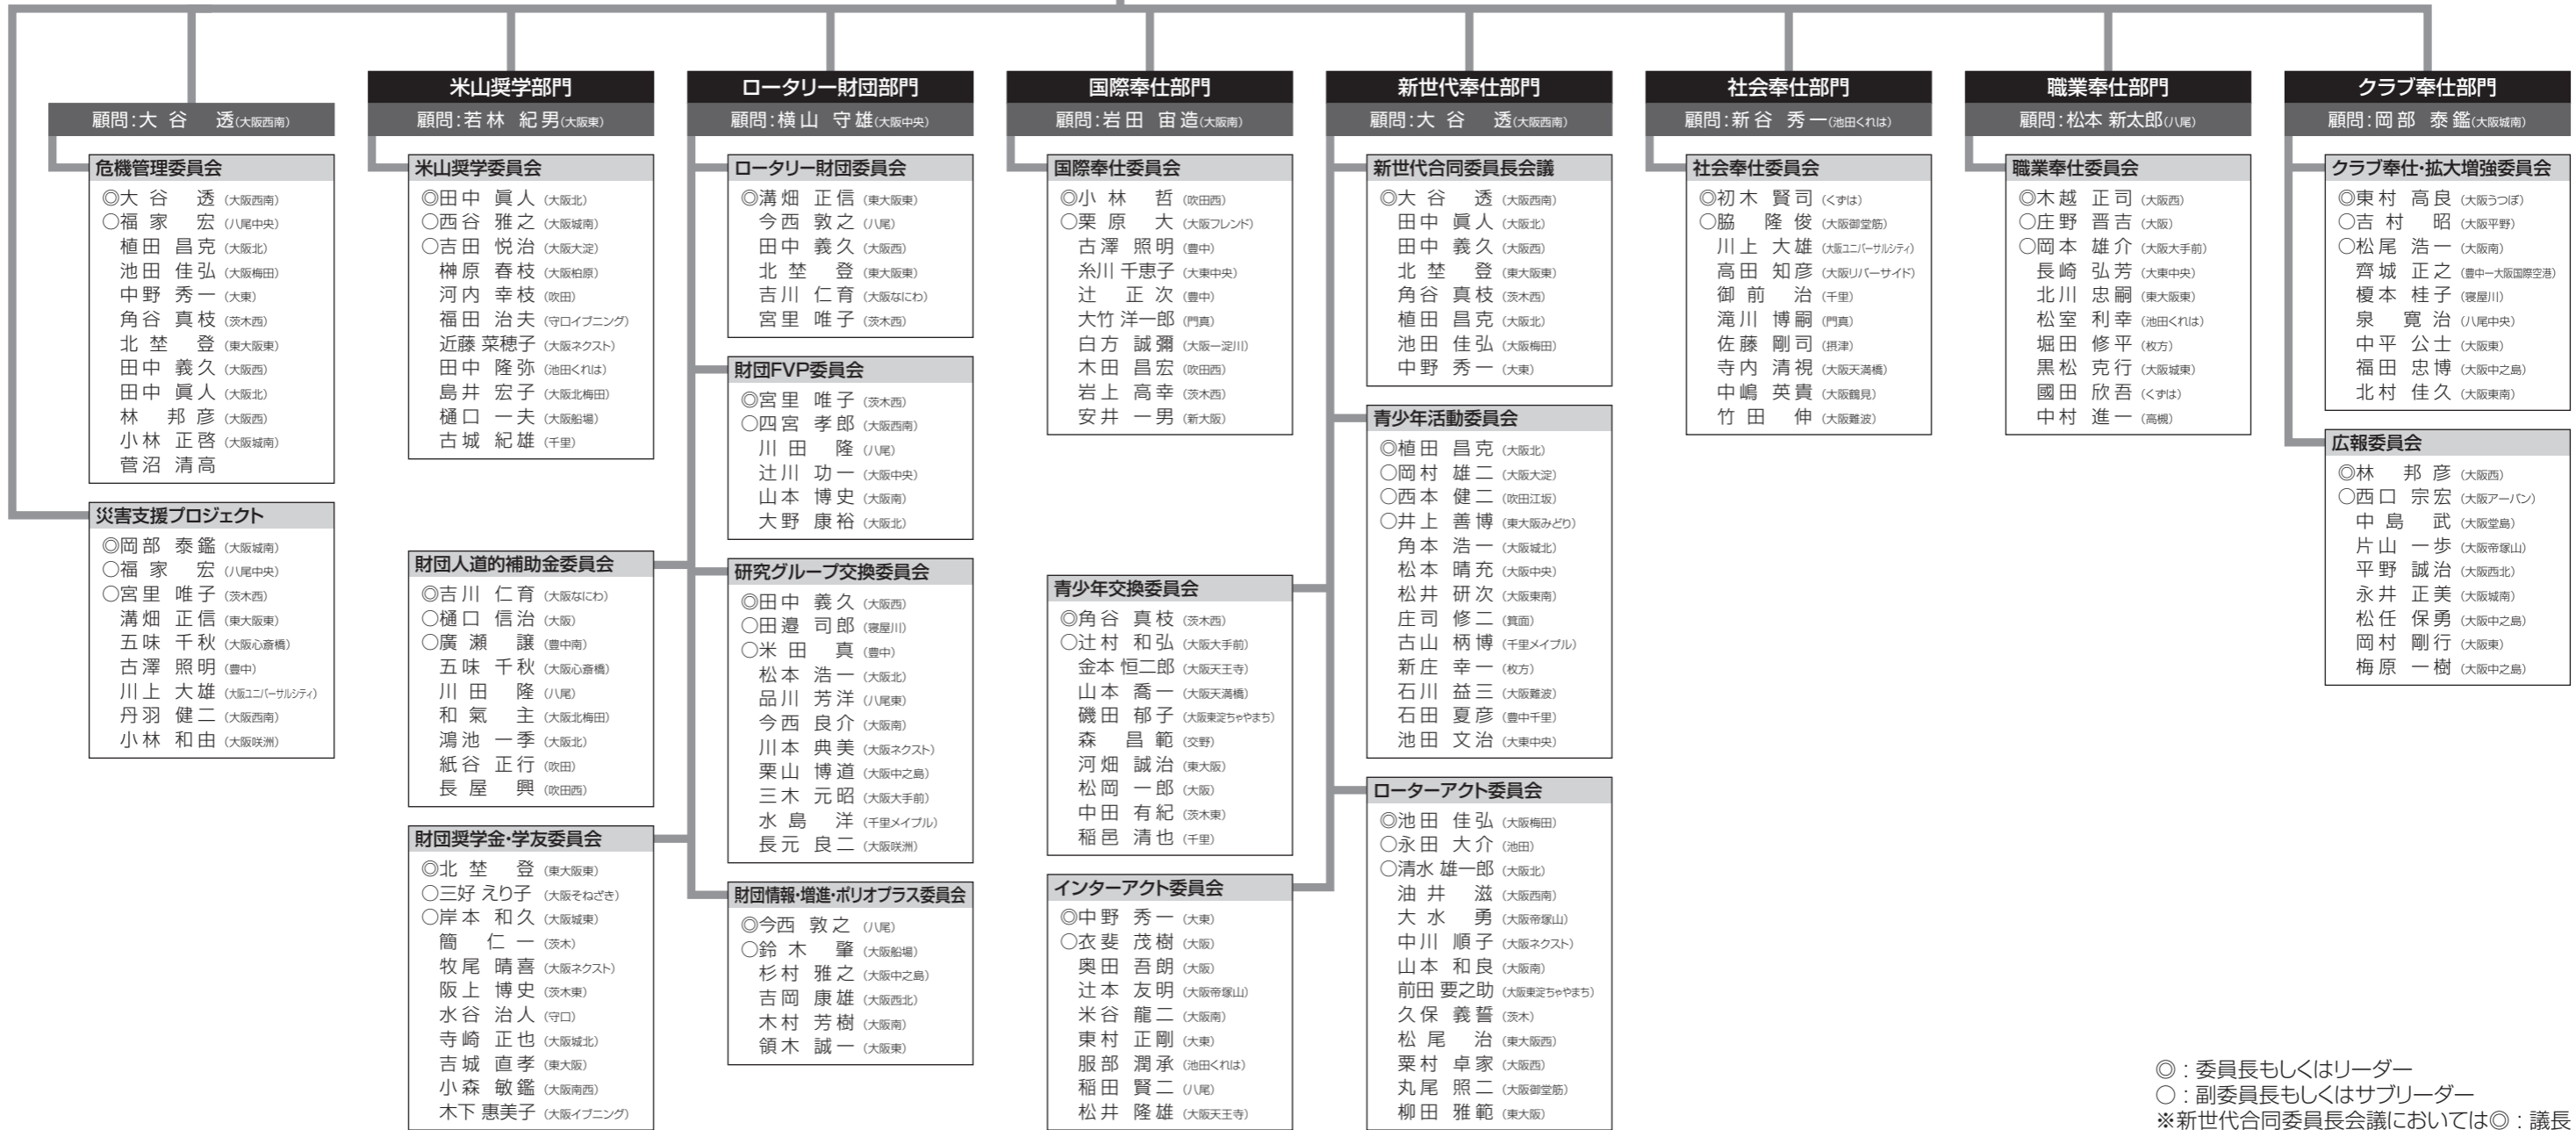 顧問:大 谷　 透(大阪西南)
危機管理委員会
◎大 谷　 透(大阪西南)
○福 家　 宏(八尾中央)
植田 昌克(大阪北)
池田 佳弘(大阪梅田)
中野 秀一(大東)
角谷 真枝(茨木西)
北 埜　 登(東大阪東)
田中 義久(大阪西)
田中 眞人(大阪北)
林　 邦彦(大阪西)
小林 正啓(大阪城南)
菅沼 清高
災害支援プロジェクト
◎岡部 泰鑑(大阪城南)
○福 家　 宏(八尾中央)
○宮里 唯子(茨木西)
溝畑 正信(東大阪東)
五味 千秋(大阪心斎橋)
古澤 照明(豊中)
川上 大雄(大阪ユニバーサルシティ)
丹羽 健二(大阪西南)
小林 和由(大阪咲洲)
米山奨学部門
顧問:若林 紀男(大阪東)
米山奨学委員会
◎田中 眞人(大阪北)
○西谷 雅之(大阪城南)
○吉田 悦治(大阪大淀)
榊原 春枝(大阪柏原)
河内 幸枝(吹田)
福田 治夫(守口イブニング)
近藤 菜穂子(大阪ネクスト)
田中 隆弥(池田くれは)
島井 宏子(大阪北梅田)
樋口 一夫(大阪船場)
古城 紀雄(千里)
ロータリー財団部門
顧問:横山 守雄(大阪中央)
ロータリー財団委員会
◎溝畑 正信(東大阪東)
今西 敦之(八尾)
田中 義久(大阪西)
北 埜　 登(東大阪東)
吉川 仁育(大阪なにわ)
宮里 唯子(茨木西)
財団FVP委員会
◎宮里 唯子(茨木西)
○四宮 孝郎(大阪西南)
川 田　 隆(八尾)
辻川 功一(大阪中央)
山本 博史(大阪南)
大野 康裕(大阪北)
財団人道的補助金委員会
◎吉川 仁育(大阪なにわ)
○樋口 信治(大阪)
○廣 瀬　 譲(豊中南)
五味 千秋(大阪心斎橋)
川 田　 隆(八尾)
和 氣　 主(大阪北梅田)
鴻池 一季(大阪北)
紙谷 正行(吹田)
長 屋　 興(吹田西)
研究グループ交換委員会
◎田中 義久(大阪西)
○田邉 司郎(寝屋川)
○米 田　 真(豊中)
松本 浩一(大阪北)
品川 芳洋(八尾東)
今西 良介(大阪南)
川本 典美(大阪ネクスト)
栗山 博道(大阪中之島)
三木 元昭(大阪大手前)
水 島　 洋(千里メイプル)
長元 良二(大阪咲洲)
財団奨学金・学友委員会
◎北 埜　 登(東大阪東)
○三好 えり子(大阪そねざき)
○岸本 和久(大阪城東)
簡　 仁一(茨木)
牧尾 晴喜(大阪ネクスト)
阪上 博史(茨木東)
水谷 治人(守口)
寺崎 正也(大阪城北)
吉城 直孝(東大阪)
小森 敏鑑(大阪南西)
木下 惠美子(大阪イブニング)
財団情報・増進・ポリオプラス委員会
◎今西 敦之(八尾)
○鈴 木　 肇(大阪船場)
杉村 雅之(大阪中之島)
吉岡 康雄(大阪西北)
木村 芳樹(大阪南)
領木 誠一(大阪東)
国際奉仕部門
顧問:岩田 宙造(大阪南)
国際奉仕委員会
◎小 林　 哲(吹田西)
○栗 原　 大(大阪フレンド)
古澤 照明(豊中)
糸川 千恵子(大東中央)
辻　 正次(豊中)
大竹 洋一郎(門真)
白方 誠彌(大阪一淀川)
木田 昌宏(吹田西)
岩上 高幸(茨木西)
安井 一男(新大阪)
新世代奉仕部門
顧問:大 谷　 透(大阪西南)
新世代合同委員長会議
◎大 谷　 透(大阪西南)
田中 眞人(大阪北)
田中 義久(大阪西)
北 埜　 登(東大阪東)
角谷 真枝(茨木西)
植田 昌克(大阪北)
池田 佳弘(大阪梅田)
中野 秀一(大東)
青少年活動委員会
◎植田 昌克(大阪北)
○岡村 雄二(大阪大淀)
○西本 健二(吹田江坂)
○井上 善博(東大阪みどり)
角本 浩一(大阪城北)
松本 晴充(大阪中央)
松井 研次(大阪東南)
庄司 修二(箕面)
古山 柄博(千里メイプル)
新庄 幸一(枚方)
石川 益三(大阪難波)
石田 夏彦(豊中千里)
池田 文治(大東中央)
青少年交換委員会
◎角谷 真枝(茨木西)
○辻村 和弘(大阪大手前)
金本 恒二郎(大阪天王寺)
山本 喬一(大阪天満橋)
磯田 郁子(大阪東淀ちゃやまち)
森　 昌範(交野)
河畑 誠治(東大阪)
松岡 一郎(大阪)
中田 有紀(茨木東)
稲邑 清也(千里)
インターアクト委員会
◎中野 秀一(大東)
○衣斐 茂樹(大阪)
奥田 吾朗(大阪)
辻本 友明(大阪帝塚山)
米谷 龍二(大阪南)
東村 正剛(大東)
服部 潤承(池田くれは)
稲田 賢二(八尾)
松井 隆雄(大阪天王寺)
ローターアクト委員会
◎池田 佳弘(大阪梅田)
○永田 大介(池田)
○清水 雄一郎(大阪北)
油 井　 滋(大阪西南)
大 水　 勇(大阪帝塚山)
中川 順子(大阪ネクスト)
山本 和良(大阪南)
前田 要之助(大阪東淀ちゃやまち)
久保 義誓(茨木)
松 尾　 治(東大阪西)
粟村 卓家(大阪西)
丸尾 照二(大阪御堂筋)
柳田 雅範(東大阪)
社会奉仕部門
顧問:新谷 秀一(池田くれは)
社会奉仕委員会
◎初木 賢司(くずは)
○脇　 隆俊(大阪御堂筋)
川上 大雄(大阪ユニバーサルシティ)
高田 知彦(大阪リバーサイド)
御 前　 治(千里)
滝川 博嗣(門真)
佐藤 剛司(摂津)
寺内 清視(大阪天満橋)
中嶋 英貴(大阪鶴見)
竹 田　 伸(大阪難波)
職業奉仕部門
顧問:松本 新太郎(八尾)
職業奉仕委員会
◎木越 正司(大阪西)
○庄野 晋吉(大阪)
○岡本 雄介(大阪大手前)
長崎 弘芳(大東中央)
北川 忠嗣(東大阪東)
松室 利幸(池田くれは)
堀田 修平(枚方)
黒松 克行(大阪城東)
國田 欣吾(くずは)
中村 進一(高槻)
クラブ奉仕部門
顧問:岡部 泰鑑(大阪城南)
クラブ奉仕・拡大増強委員会
◎東村 高良(大阪うつぼ)
○吉 村　 昭(大阪平野)
○松尾 浩一(大阪南)
齊城 正之(豊中一大阪国際空港)
榎本 桂子(寝屋川)
泉　 寛治(八尾中央)
中平 公士(大阪東)
福田 忠博(大阪中之島)
北村 佳久(大阪東南)
広報委員会
◎林　 邦彦(大阪西)
○西口 宗宏(大阪アーバン)
中 島　 武(大阪堂島)
片山 一歩(大阪帝塚山)
平野 誠治(大阪西北)
永井 正美(大阪城南)
松任 保勇(大阪中之島)
岡村 剛行(大阪東)
梅原 一樹(大阪中之島)
◎：委員長もしくはリーダー
○：副委員長もしくはサブリーダー
※新世代合同委員長会議においては◎：議長